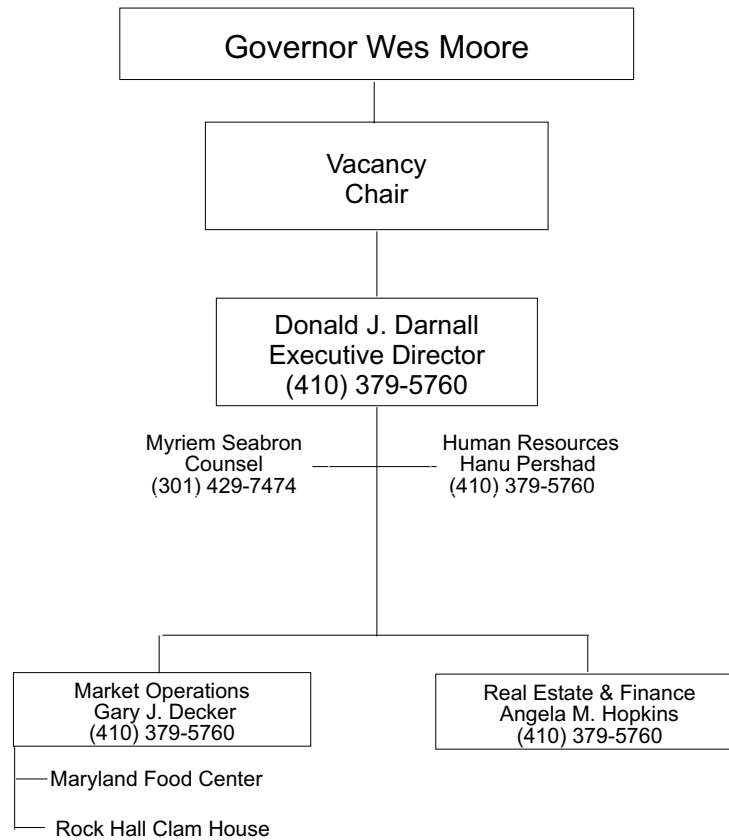 Governor Wes Moore
Vacancy
Chair
Donald J. Darnall
Executive Director
(410) 379-5760
Myriem Seabron
Counsel
(301) 429-7474
Human Resources
Hanu Pershad
(410) 379-5760
Market Operations
Gary J. Decker
(410) 379-5760
Real Estate & Finance
Angela M. Hopkins
(410) 379-5760
Maryland Food Center
Rock Hall Clam House